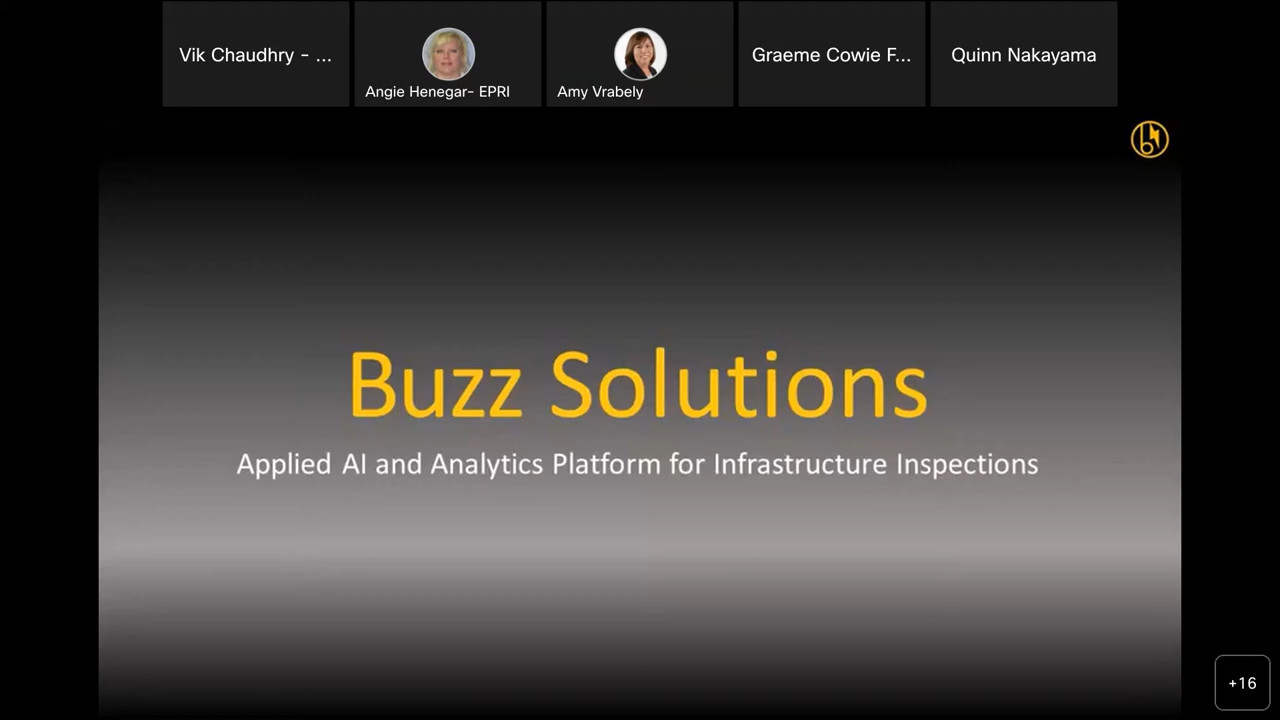 Vik Chaudhry - ...
Angie Henegar- EPRI
Amy Vrabely
Graeme Cowie F...
Quinn Nakayama
Buzz Solutions
Applied AI and Analytics Platform for Infrastructure Inspections
+16